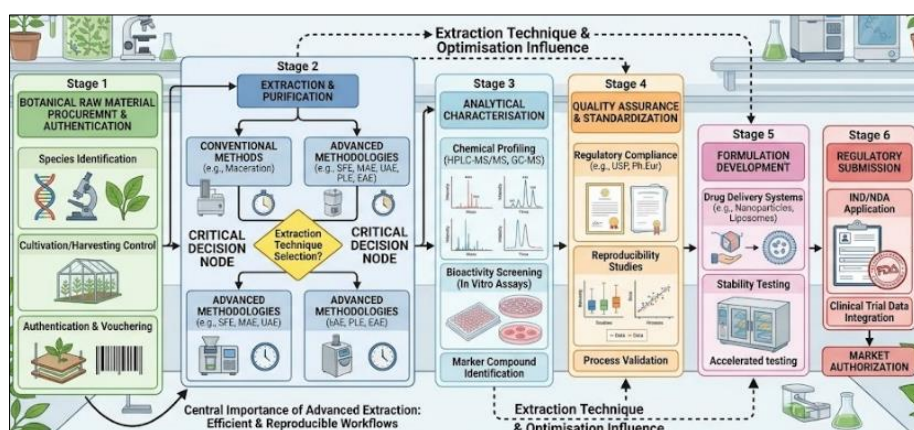 Extraction Technique &
Optimisation Influence
Stage 1
BOTANICAL RAW MATERIAL
PROCUREMNT &
AUTHENTICATION
Species Identification
Cultivation/Harvesting Control
Authentication & Vouchering
Stage 2
EXTRACTION &
PURIFICATION
CONVENTIONAL
METHODS
(e.g., Maceration)
ADVANCED
METHODOLOGIES
(e.g., SFE, MAE, UAE,
PLE, EAE)
CRITICAL
DECISION
NODE
Extraction
Technique
Selection?
CRITICAL
DECISION
NODE
ADVANCED
METHODOLOGIES
(e.g., SFE, MAE, UAE)
ADVANCED
METHODOLOGIES
(bAE, PLE, EAE)
Central Importance of Advanced Extraction:
Efficient & Reproducible Workflows
Stage 3
ANALYTICAL
CHARACTERISATION
Chemical Profiling
(HPLC-MS/MS, GC-MS)
Bioactivity Screening
(In Vitro Assays)
Marker Compound
Identification
Stage 4
QUALITY ASSURANCE
& STANDARDIZATION
Regulatory Compliance
(e.g., USP, Ph.Eur)
Reproducibility
Studies
Process Validation
Stage 5
FORMULATION
DEVELOPMENT
Drug Delivery Systems
(e.g., Nanoparticles,
Liposomes)
Stability Testing
Accelerated testing
Stage 6
REGULATORY
SUBMISSION
IND/NDA
Application
FDA
Clinical Trial Data
Integration
MARKET
AUTHORIZATION
Extraction Technique
& Optimisation Influence